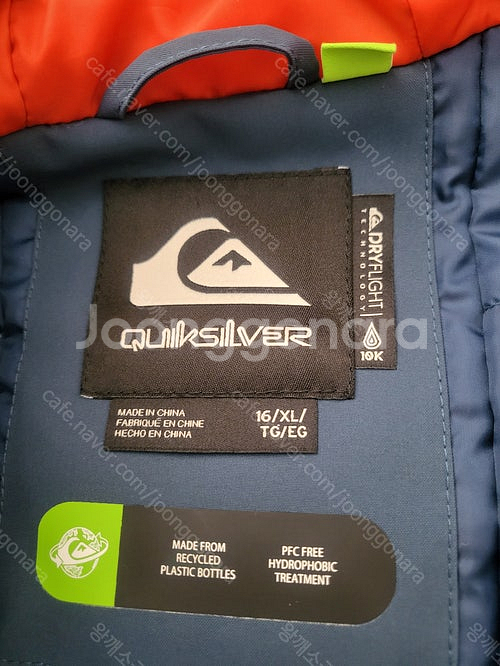 QUIKSILVER
DRYFLIGHT
TECHNOLOGY
10K
MADE IN CHINA
FABRIQUÉ EN CHINE
HECHO EN CHINA
16/XL/
TG/EG
MADE FROM
RECYCLED
PLASTIC BOTTLES
PFC FREE
HYDROPHOBIC
TREATMENT
Joonggonara
cafe.naver.com/joonggonara